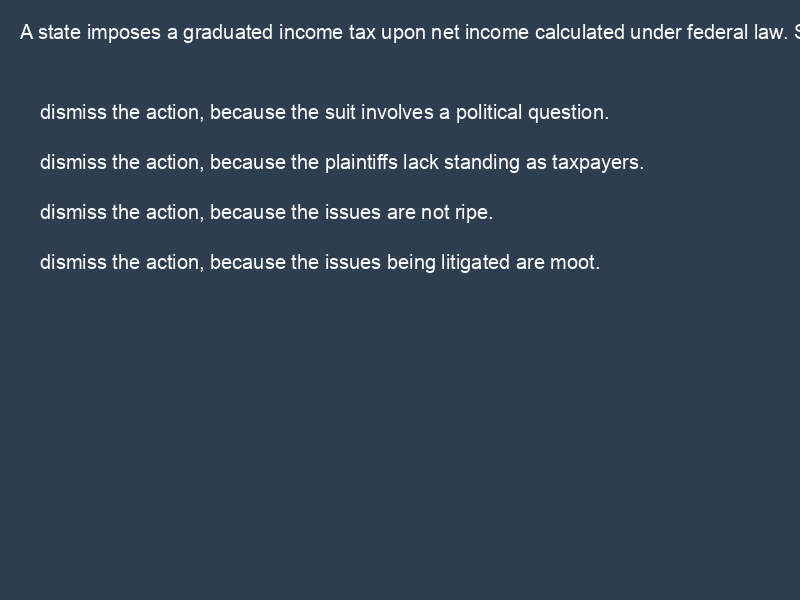 A state imposes a graduated income tax upon net income calculated under federal law.
dismiss the action, because the suit involves a political question.
dismiss the action, because the plaintiffs lack standing as taxpayers.
dismiss the action, because the issues are not ripe.
dismiss the action, because the issues being litigated are moot.